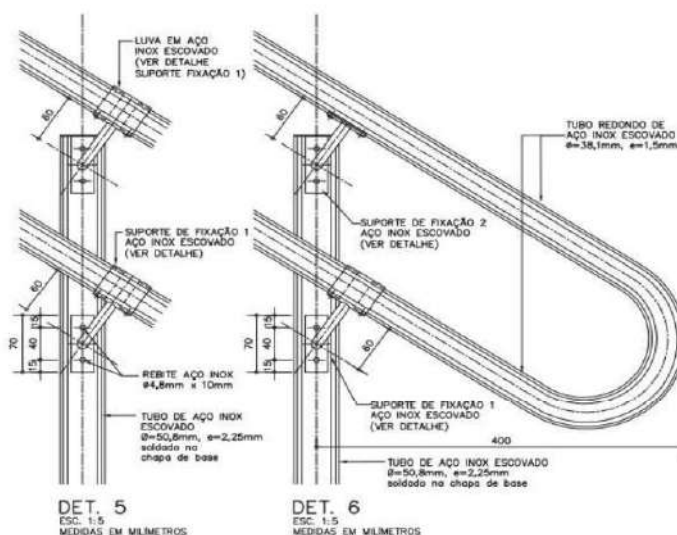 LUVA EM AÇO
INOX ESCOVADO
(VER DETALHE
SUPORTE FIXAÇÃO 1)
60
SUPORTE DE FIXAÇÃO 1
AÇO INOX ESCOVADO
(VER DETALHE)
60
70
15
40
15
REBITE AÇO INOX
Ø4,8mm x 10mm
TUBO DE AÇO INOX
ESCOVADO
Ø=50,8mm, e=2,25mm
soldado na
chapa de base
DET. 5
ESC. 1:5
MEDIDAS EM MILÍMETROS
60
TUBO REDONDO DE
AÇO INOX ESCOVADO
Ø=38,1mm, e=1,5mm
SUPORTE DE FIXAÇÃO 2
AÇO INOX ESCOVADO
(VER DETALHE)
60
70
15
40
15
SUPORTE DE FIXAÇÃO 1
AÇO INOX ESCOVADO
(VER DETALHE)
400
TUBO DE AÇO INOX ESCOVADO
Ø=50,8mm, e=2,25mm
soldado na chapa de base
DET. 6
ESC. 1:5
MEDIDAS EM MILÍMETROS